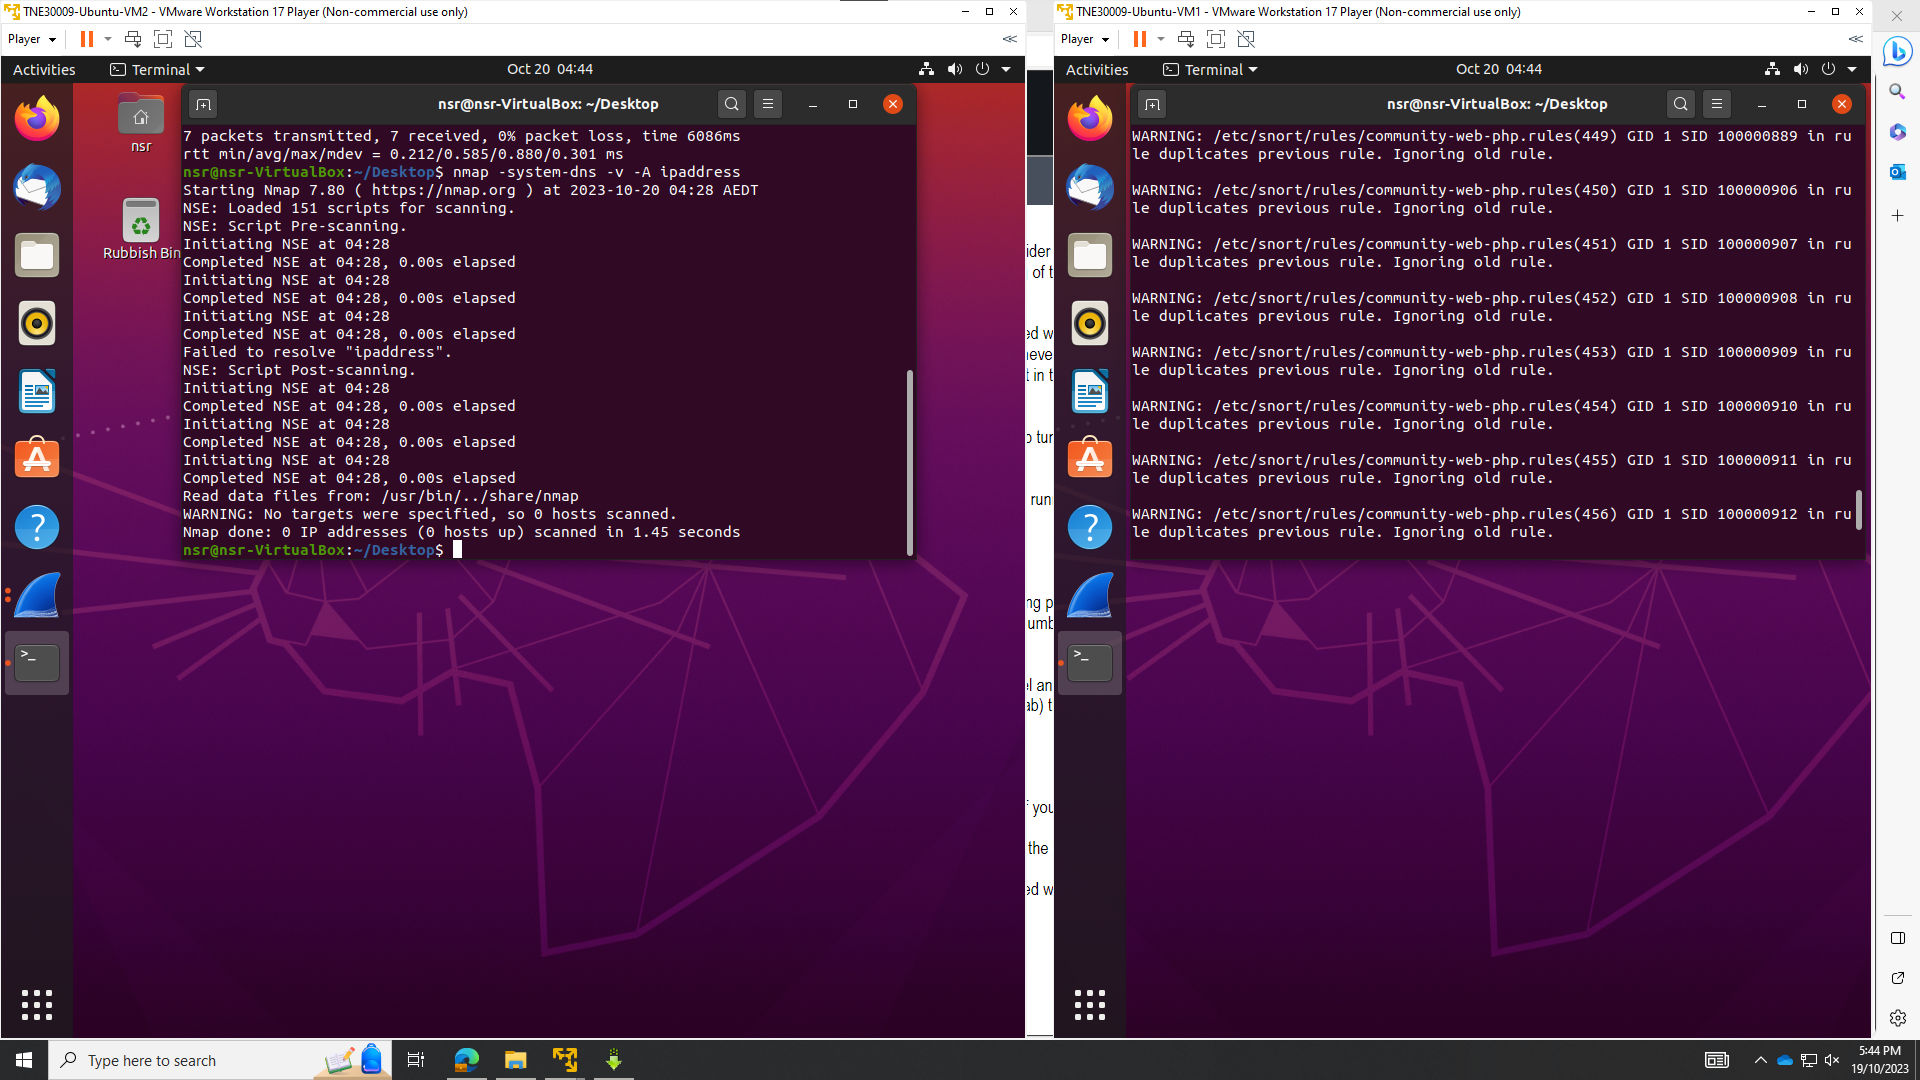 TNE30009-Ubuntu-VM2 - VMware Workstation 17 Player (Non-commercial use only)
Player
Activities
Terminal
Oct 20 04:44
nsr
Rubbish Bin
nsr@nsr-VirtualBox: ~/Desktop
7 packets transmitted, 7 received, 0% packet loss, time 6086ms
rtt min/avg/max/mdev = 0.212/0.585/0.880/0.301 ms
nsr@nsr-VirtualBox:~/Desktop$ nmap -system-dns -v -A ipaddress
Starting Nmap 7.80 ( https://nmap.org ) at 2023-10-20 04:28 AEDT
NSE: Loaded 151 scripts for scanning.
NSE: Script Pre-scanning.
Initiating NSE at 04:28
Completed NSE at 04:28, 0.00s elapsed
Initiating NSE at 04:28
Completed NSE at 04:28, 0.00s elapsed
Initiating NSE at 04:28
Completed NSE at 04:28, 0.00s elapsed
Failed to resolve "ipaddress".
NSE: Script Post-scanning.
Initiating NSE at 04:28
Completed NSE at 04:28, 0.00s elapsed
Initiating NSE at 04:28
Completed NSE at 04:28, 0.00s elapsed
Initiating NSE at 04:28
Completed NSE at 04:28, 0.00s elapsed
Read data files from: /usr/bin/../share/nmap
WARNING: No targets were specified, so 0 hosts scanned.
Nmap done: 0 IP addresses (0 hosts up) scanned in 1.45 seconds
nsr@nsr-VirtualBox:~/Desktop$
ider
of t
ed w
neve
t in t
o tur
run
ng p
umb
el an
ab) t
f you
the
ed w
TNE30009-Ubuntu-VM1 - VMware Workstation 17 Player (Non-commercial use only)
Player
Activities
Terminal
Oct 20 04:44
nsr@nsr-VirtualBox: ~/Desktop
WARNING: /etc/snort/rules/community-web-php.rules(449) GID 1 SID 100000889 in ru
le duplicates previous rule. Ignoring old rule.
WARNING: /etc/snort/rules/community-web-php.rules(450) GID 1 SID 100000906 in ru
le duplicates previous rule. Ignoring old rule.
WARNING: /etc/snort/rules/community-web-php.rules(451) GID 1 SID 100000907 in ru
le duplicates previous rule. Ignoring old rule.
WARNING: /etc/snort/rules/community-web-php.rules(452) GID 1 SID 100000908 in ru
le duplicates previous rule. Ignoring old rule.
WARNING: /etc/snort/rules/community-web-php.rules(453) GID 1 SID 100000909 in ru
le duplicates previous rule. Ignoring old rule.
WARNING: /etc/snort/rules/community-web-php.rules(454) GID 1 SID 100000910 in ru
le duplicates previous rule. Ignoring old rule.
WARNING: /etc/snort/rules/community-web-php.rules(455) GID 1 SID 100000911 in ru
le duplicates previous rule. Ignoring old rule.
WARNING: /etc/snort/rules/community-web-php.rules(456) GID 1 SID 100000912 in ru
le duplicates previous rule. Ignoring old rule.
Type here to search
5:44 PM
19/10/2023